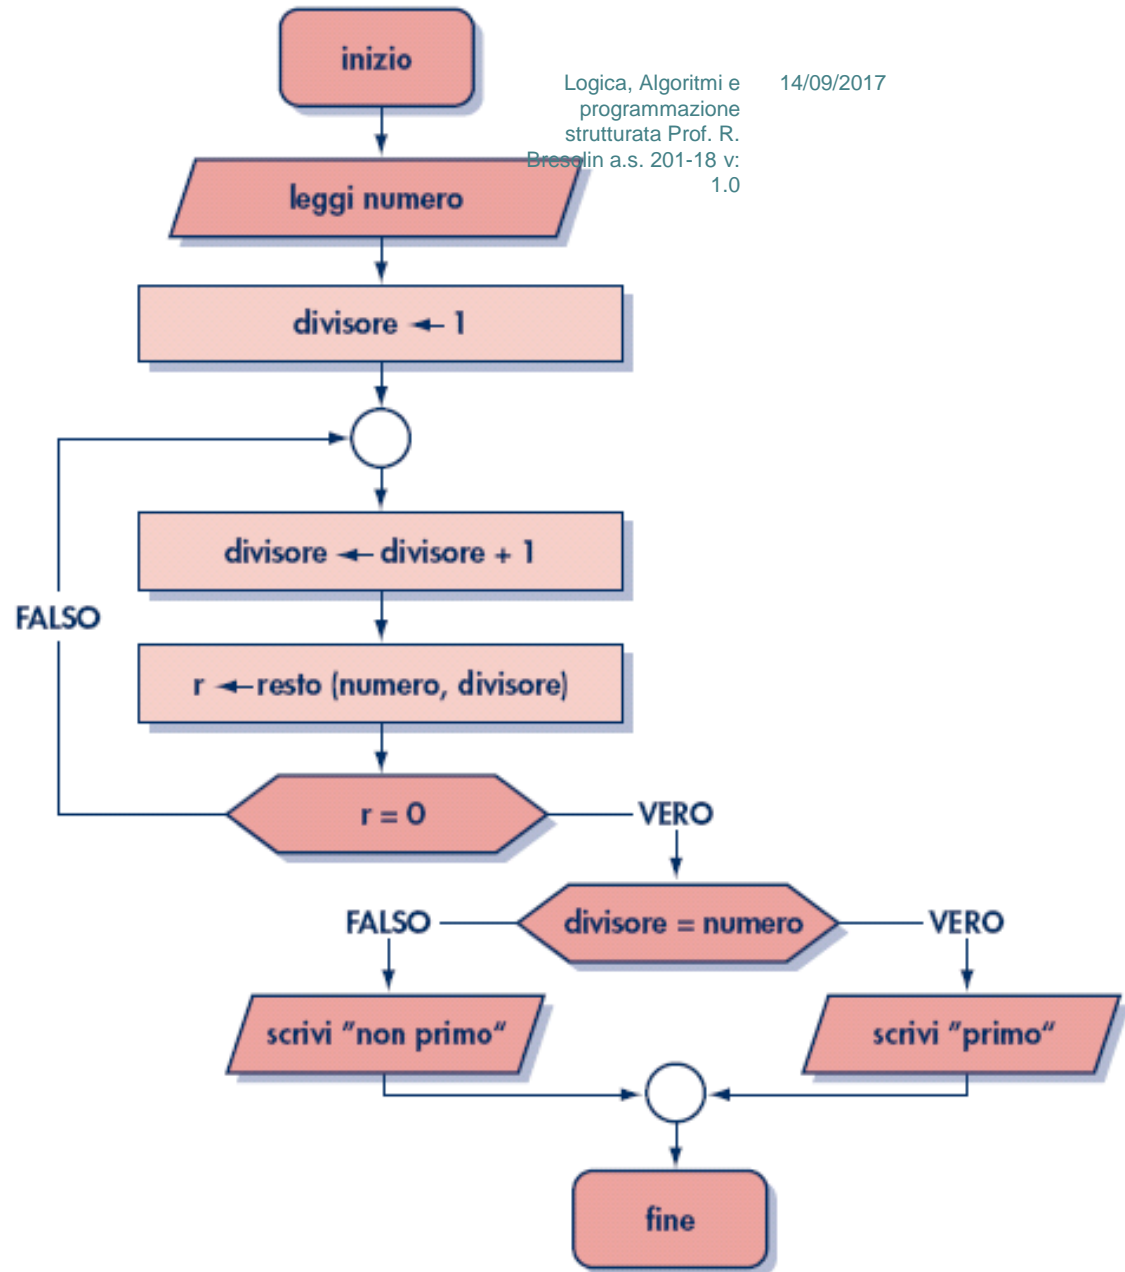 inizio
Logica, Algoritmi e
programmazione
strutturata Prof. R.
Breselin a.s. 201-18 v:
1.0
14/09/2017
leggi numero
divisore ← 1
divisore ← divisore + 1
FALSO
r ← resto (numero, divisore)
r = 0
VERO
FALSO
divisore = numero
VERO
scrivi "non primo"
scrivi "primo"
fine